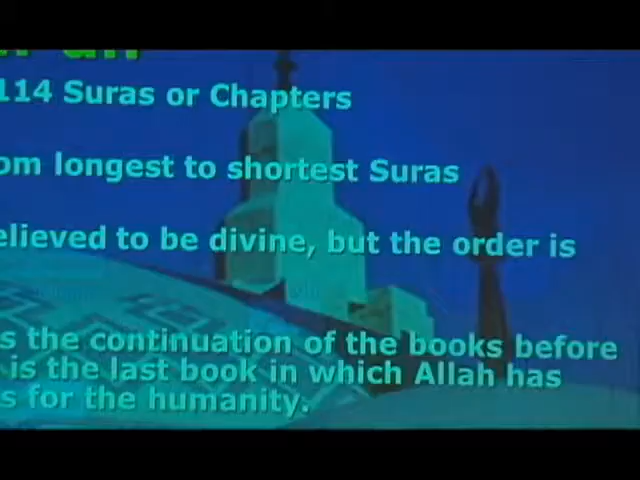 114 Suras or Chapters
om longest to shortest Suras
elieved to be divine, but the order is
s the continuation of the books before
is the last book in which Allah has
s for the humanity.